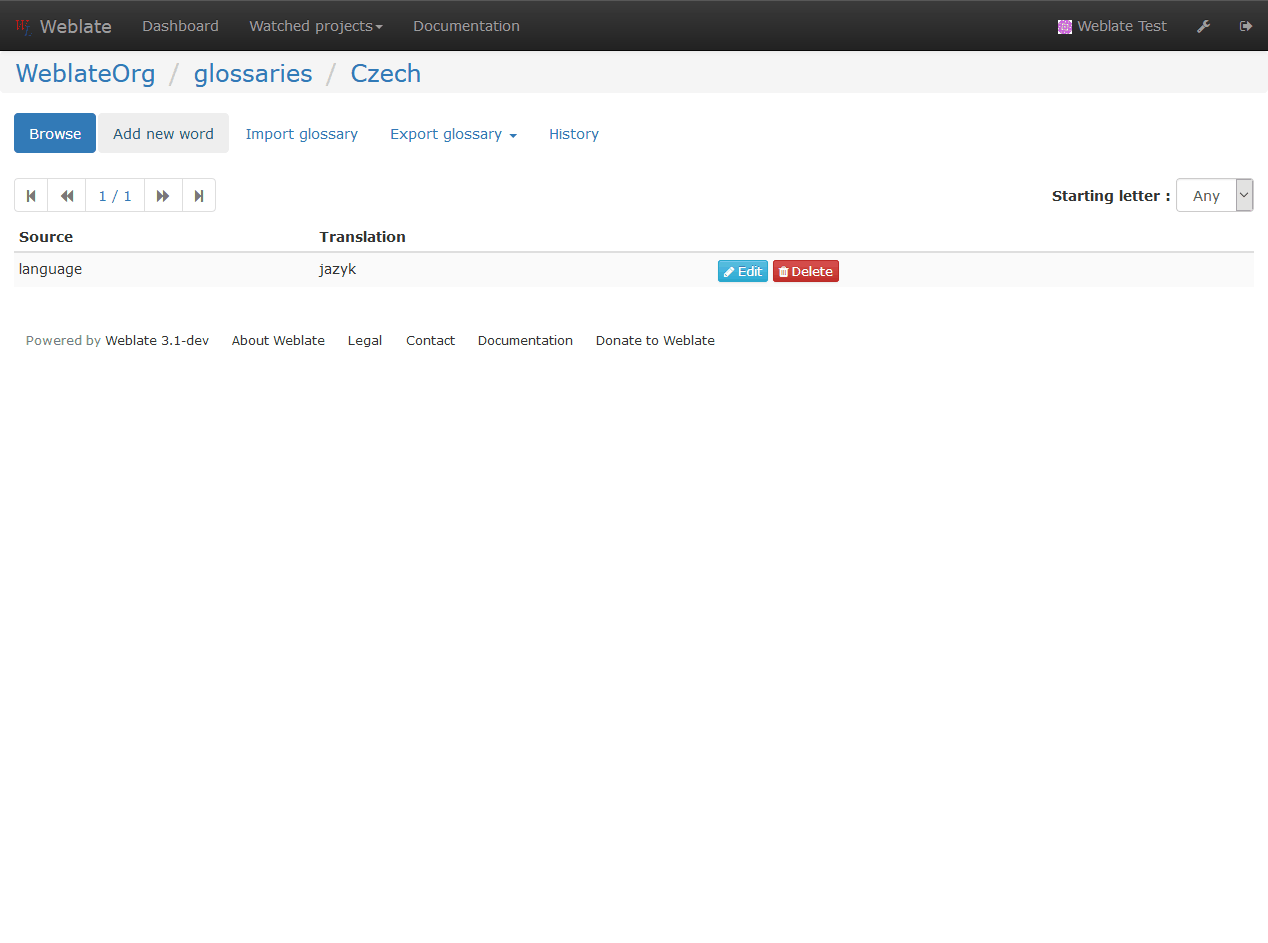 Weblate Dashboard Watched projects Documentation Weblate Test
WeblateOrg / glossaries / Czech
Browse Add new word Import glossary Export glossary History
1 / 1 Starting letter : Any
Source Translation
language jazyk Edit Delete
Powered by Weblate 3.1-dev About Weblate Legal Contact Documentation Donate to Weblate